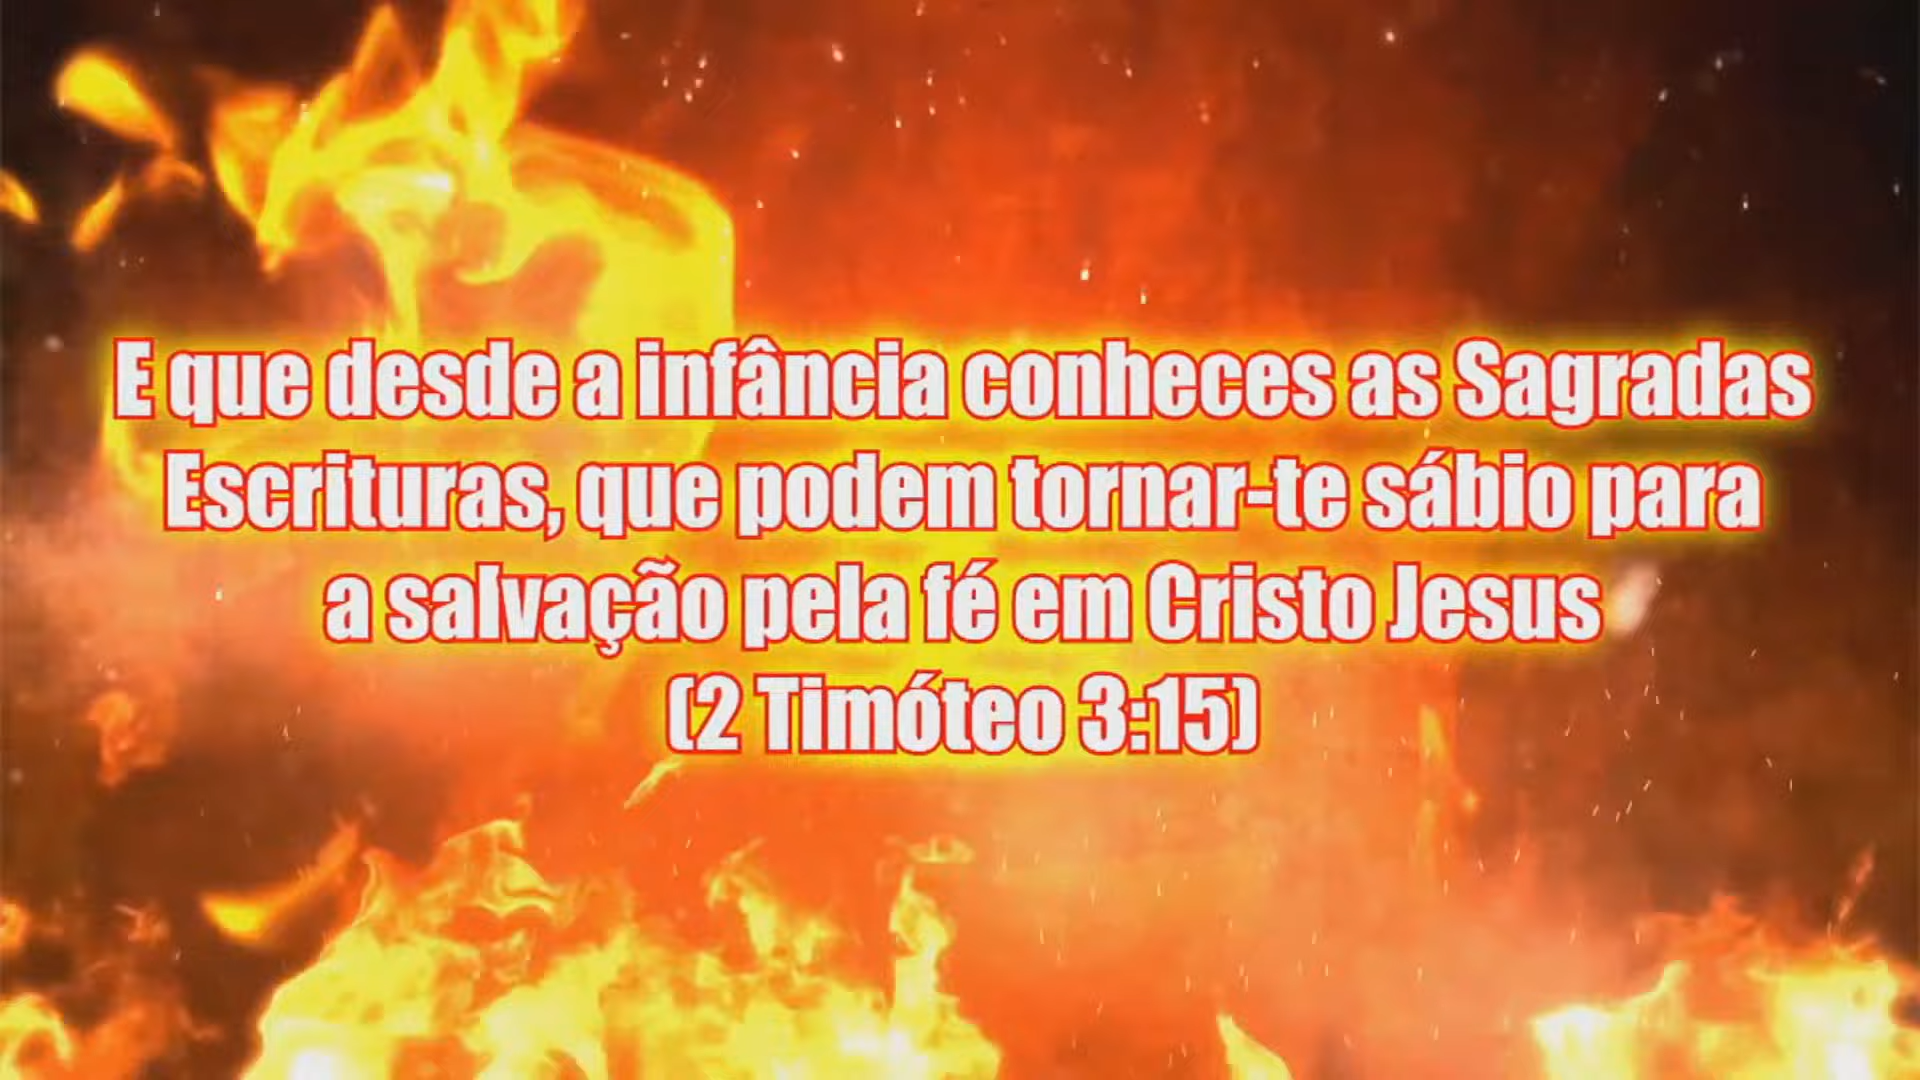 E que desde a infância conheces as Sagradas
Escrituras, que podem tornar-te sábio para
a salvação pela fé em Cristo Jesus
(2 Timóteo 3:15)